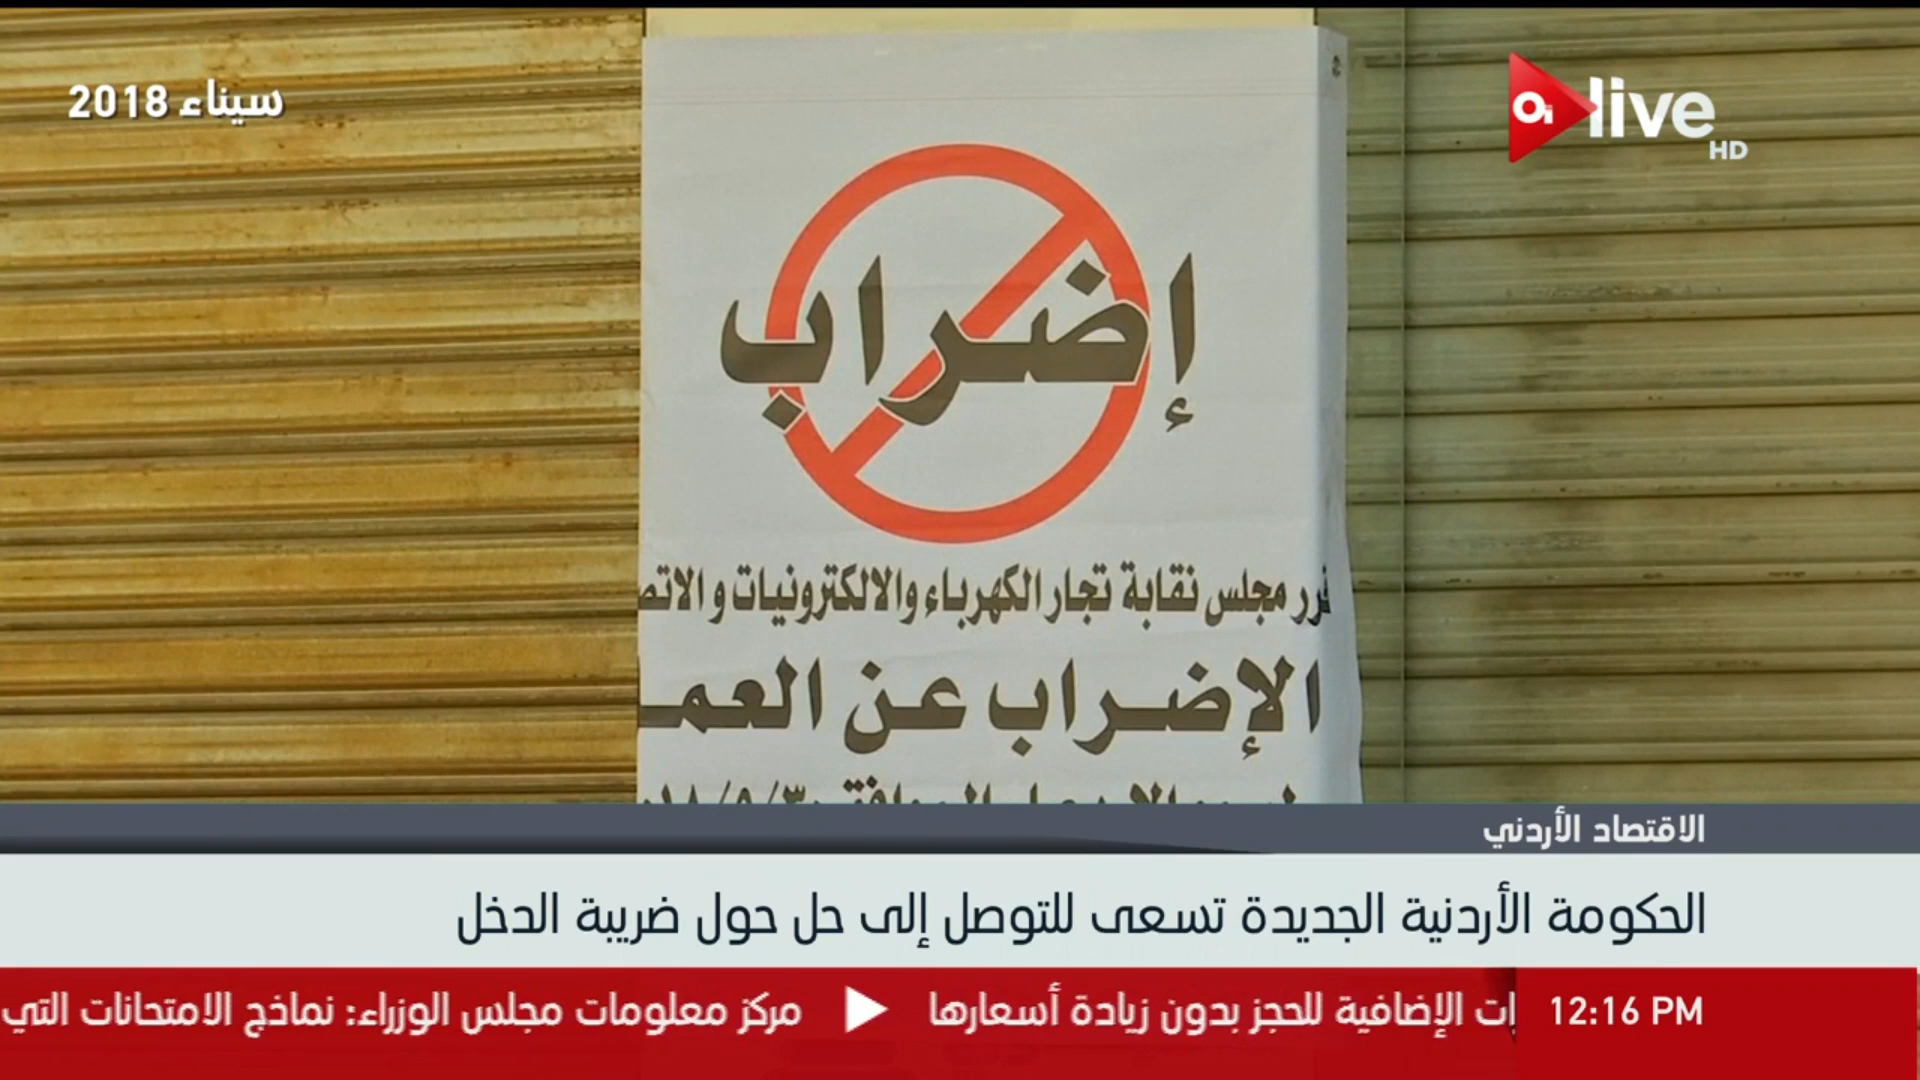 سيناء 2018
live
HD
إضراب
قرر مجلس نقابة تجار الكهرباء والالكترونيات و الاتص
الإضراب عن العمـ
الاقتصاد الأردني
الحكومة الأردنية الجديدة تسعى للتوصل إلى حل حول ضريبة الدخل
ات الإضافية للحجز بدون زيادة أسعارها
مركز معلومات مجلس الوزراء: نماذج الامتحانات التي
12:16 PM